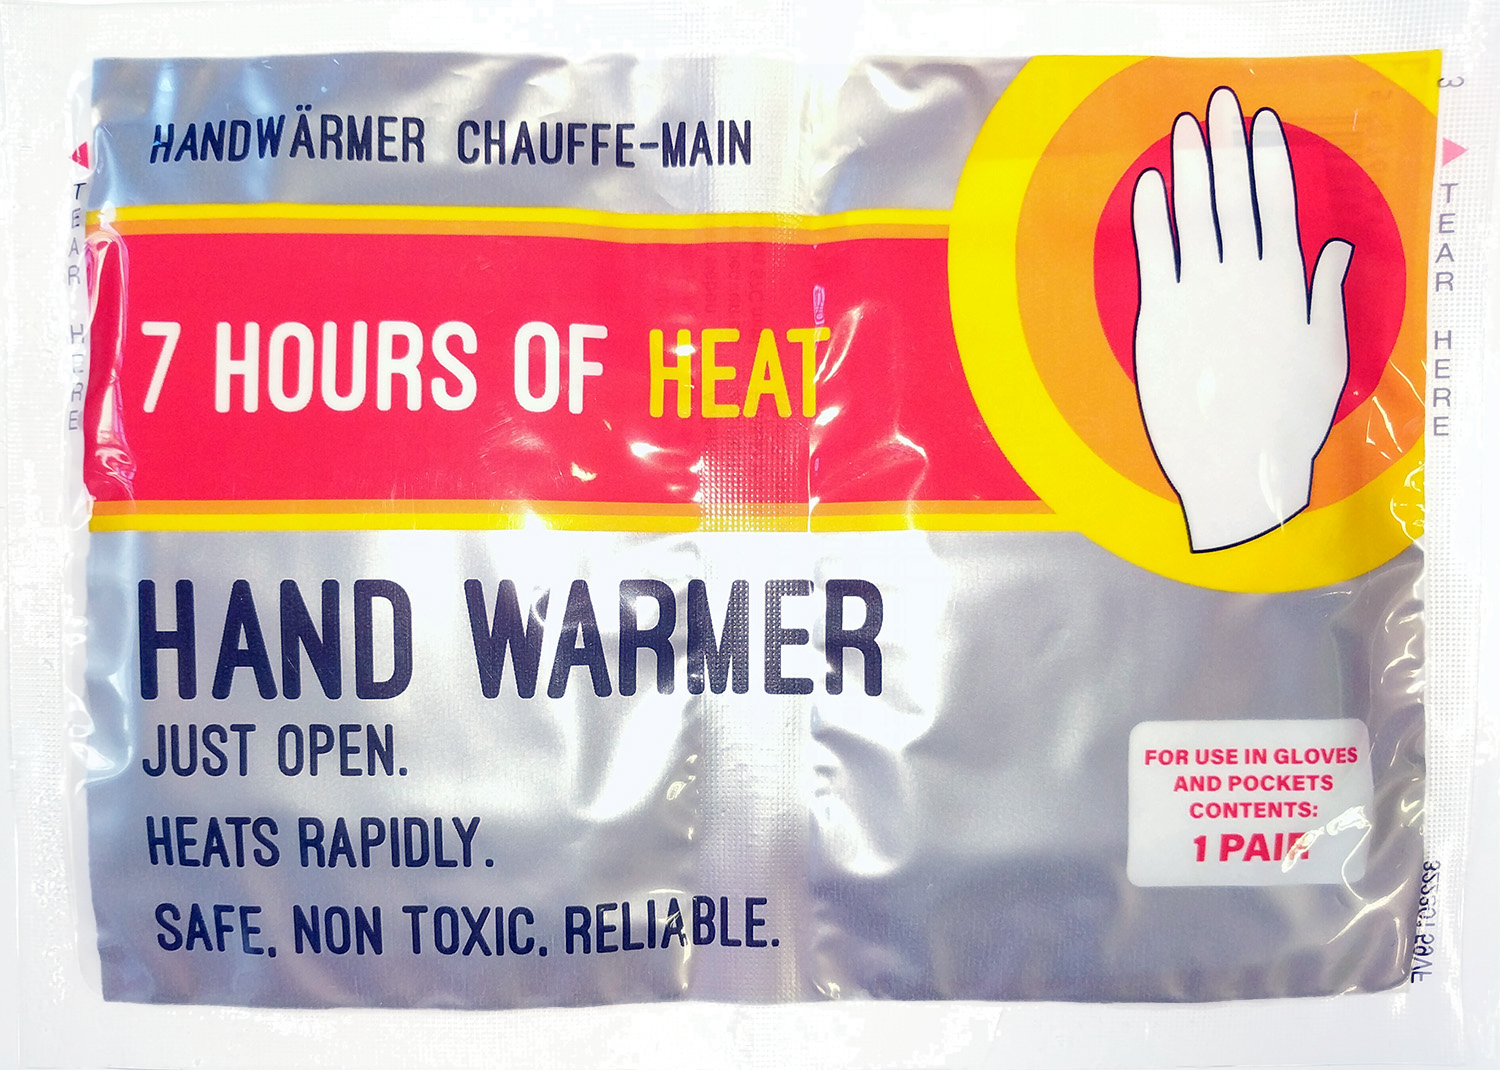 HANDWÄRMER CHAUFFE-MAIN
7 HOURS OF HEAT
HAND WARMER
JUST OPEN.
HEATS RAPIDLY.
SAFE, NON TOXIC, RELIABLE.
FOR USE IN GLOVES
AND POCKETS
CONTENTS:
1 PAIR
TEAR HERE
TEAR HERE
3